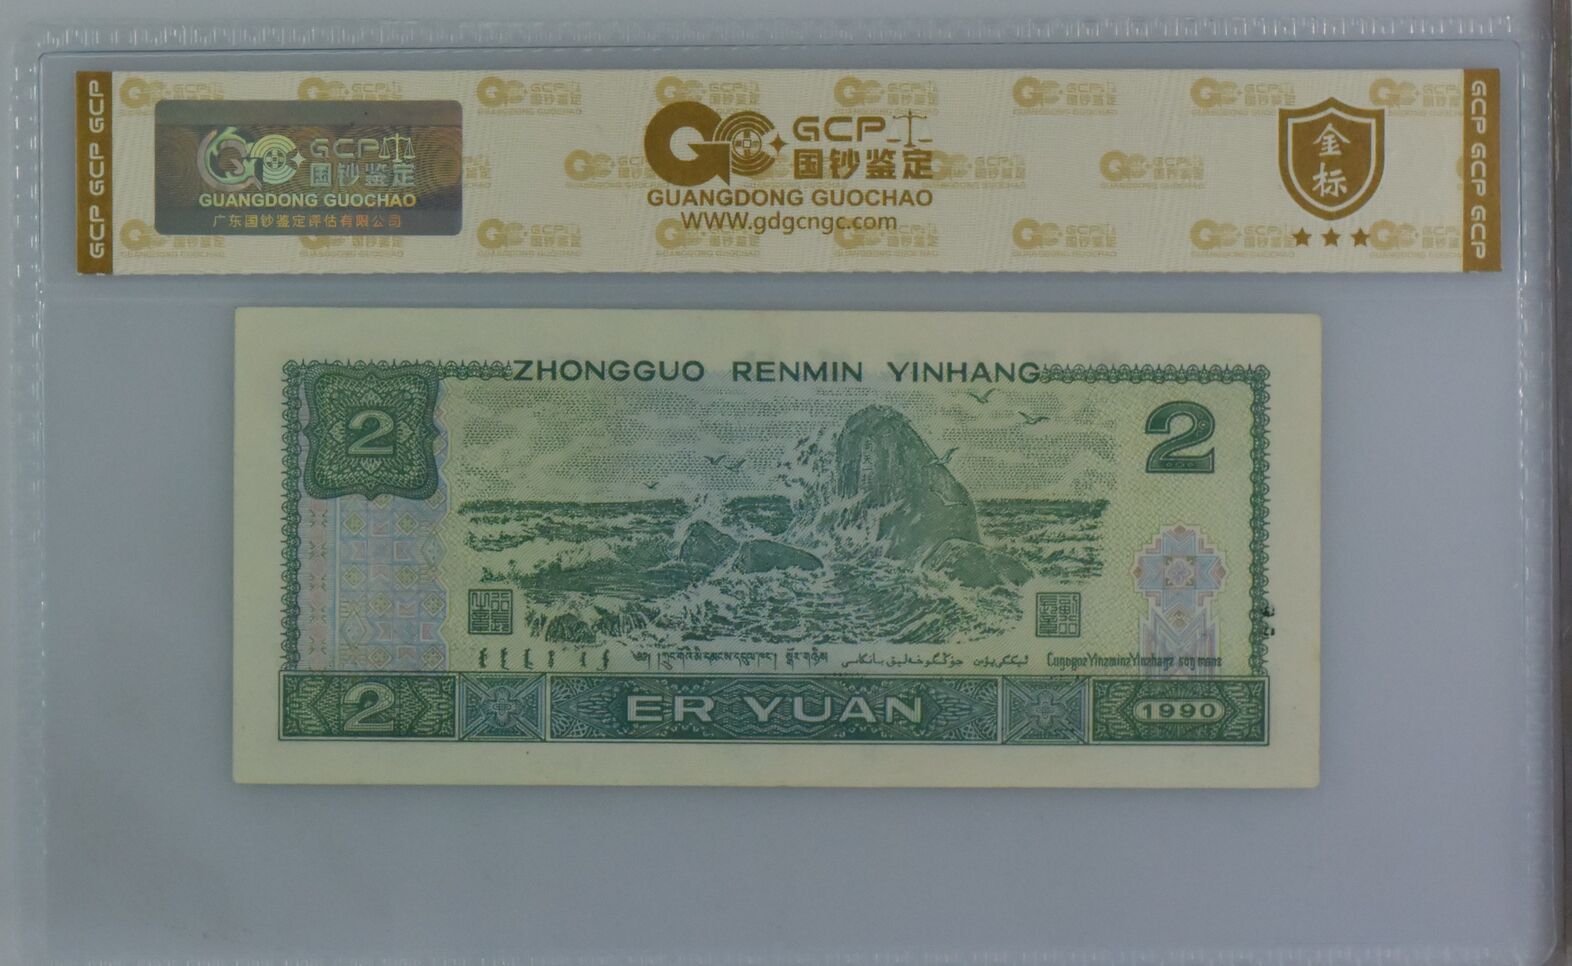 GCP GCP GCP
GCP
国钞鉴定
GUANGDONG GUOCHAO
广东国钞鉴定评估有限公司
GCP
国钞鉴定
GUANGDONG GUOCHAO
WWW.gdgcngc.com
金标
GCP GCP GCP
ZHONGGUO RENMIN YINHANG
2
2
2
ER YUAN
1990